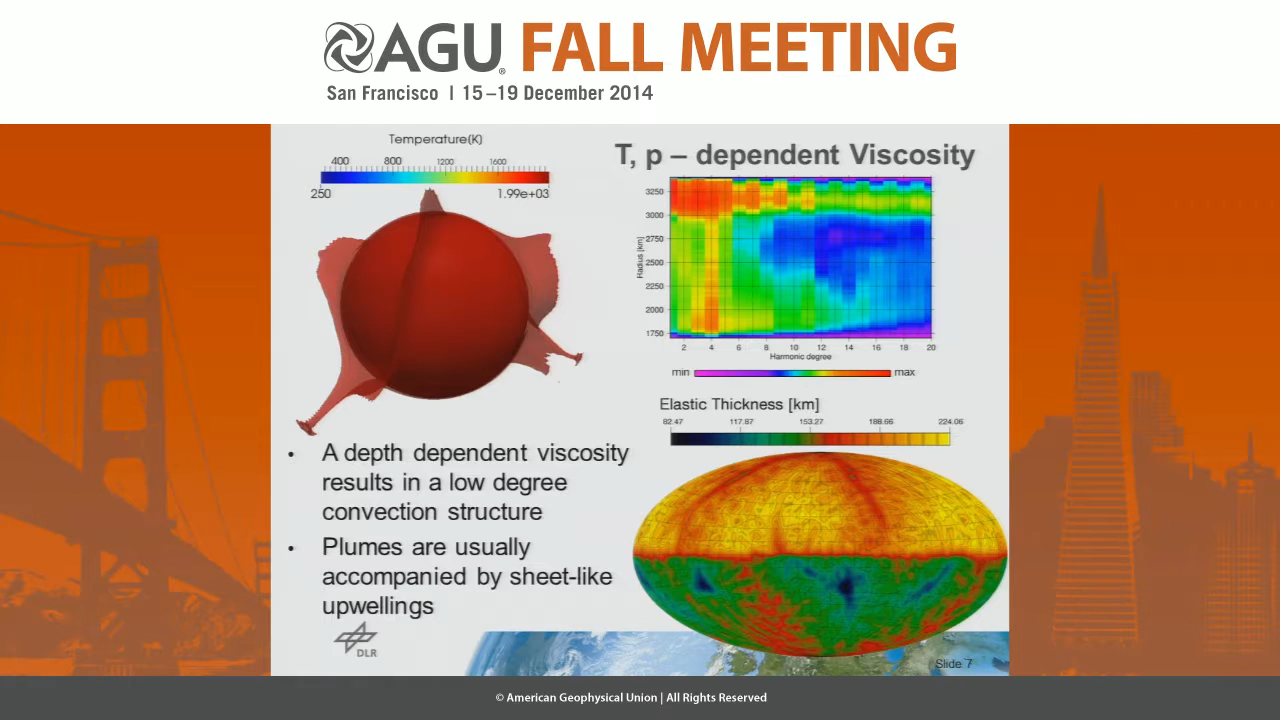 AGU® FALL MEETING
San Francisco | 15–19 December 2014
Temperature(K)
400 800 1200 1600
250 1.99e+03
T, p – dependent Viscosity
3250
3000
2750
2500
2250
2000
1750
Radius [km]
2 4 6 8 10 12 14 16 18 20
Harmonic degree
min max
Elastic Thickness [km]
82.47 117.87 153.27 188.66 224.06
• A depth dependent viscosity
results in a low degree
convection structure
• Plumes are usually
accompanied by sheet-like
upwellings
DLR
Slide 7
© American Geophysical Union | All Rights Reserved